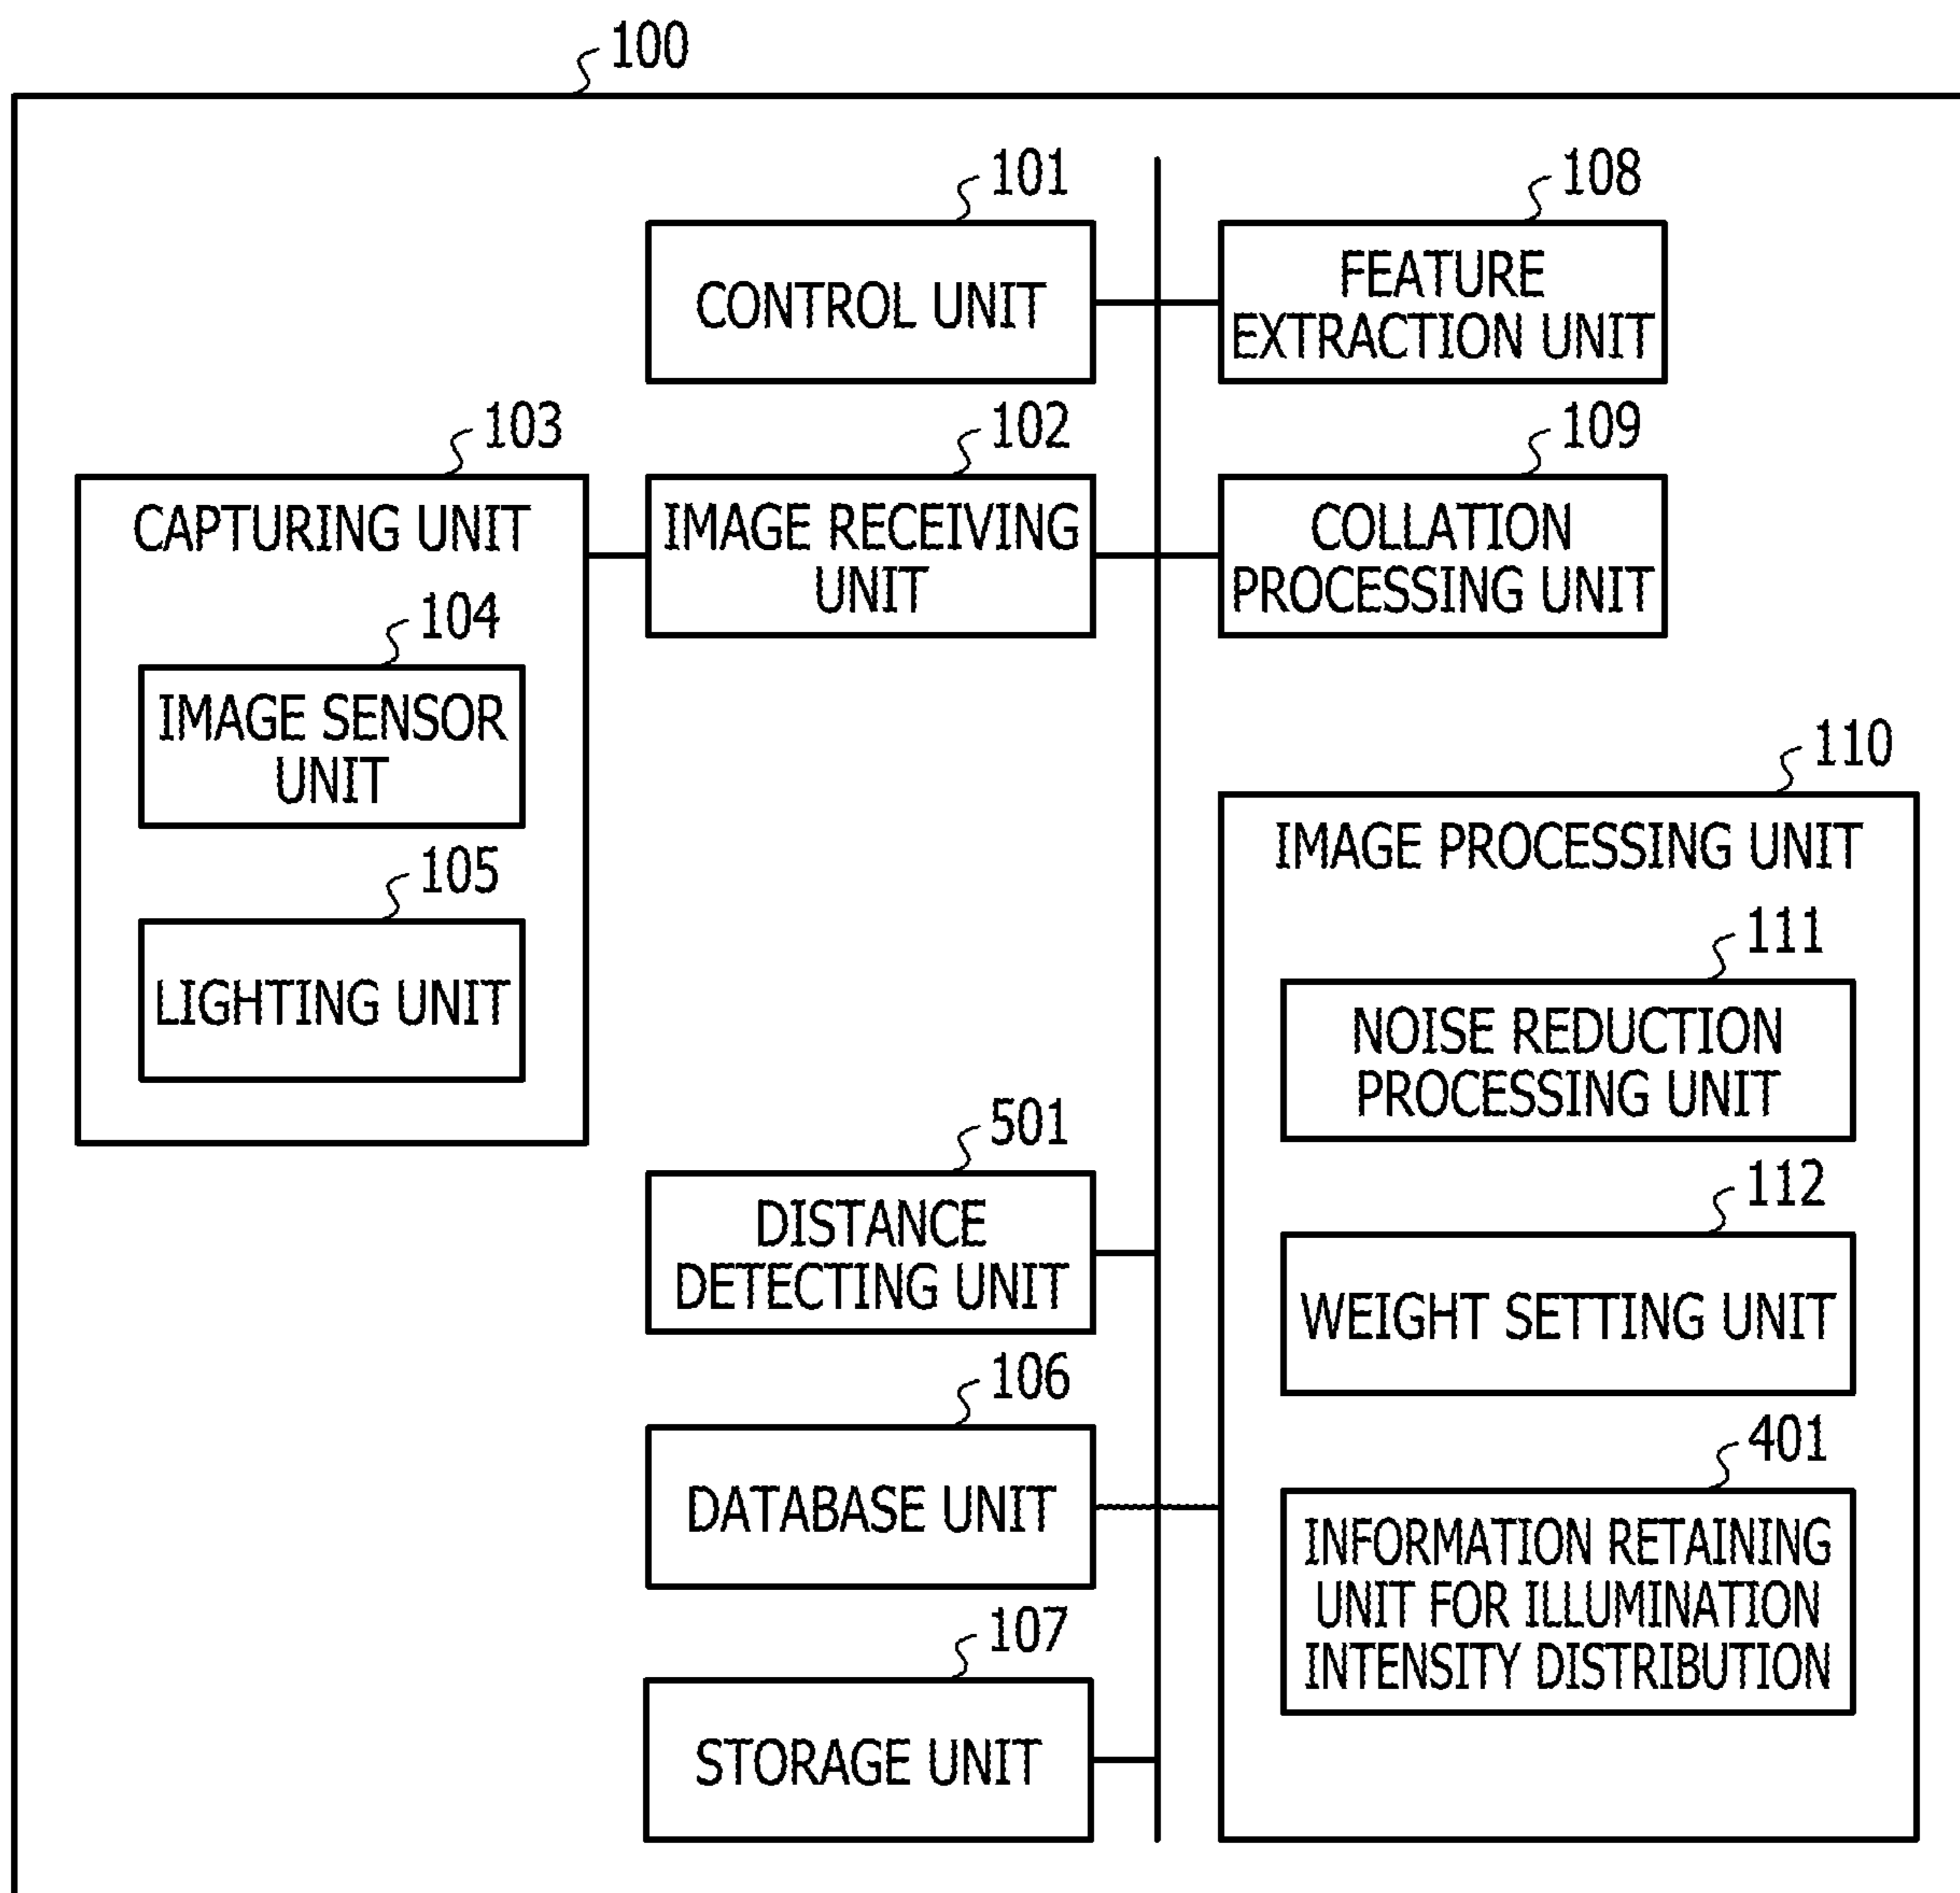 100
101
CONTROL UNIT
108
FEATURE
EXTRACTION UNIT
103
CAPTURING UNIT
104
IMAGE SENSOR
UNIT
105
LIGHTING UNIT
102
IMAGE RECEIVING
UNIT
109
COLLATION
PROCESSING UNIT
110
IMAGE PROCESSING UNIT
111
NOISE REDUCTION
PROCESSING UNIT
112
WEIGHT SETTING UNIT
401
INFORMATION RETAINING
UNIT FOR ILLUMINATION
INTENSITY DISTRIBUTION
501
DISTANCE
DETECTING UNIT
106
DATABASE UNIT
107
STORAGE UNIT